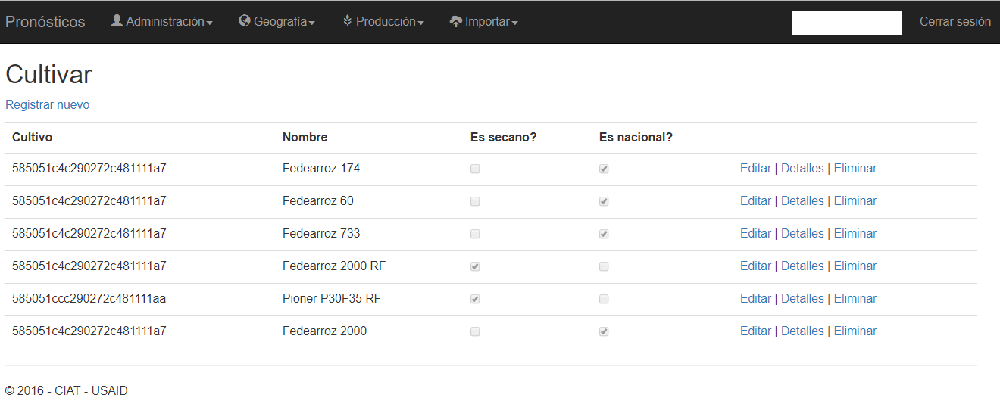 Pronósticos Administración Geografía Producción Importar Cerrar sesión
Cultivar
Registrar nuevo
Cultivo Nombre Es secano? Es nacional?
585051c4c290272c481111a7 Fedearroz 174 Editar | Detalles | Eliminar
585051c4c290272c481111a7 Fedearroz 60 Editar | Detalles | Eliminar
585051c4c290272c481111a7 Fedearroz 733 Editar | Detalles | Eliminar
585051c4c290272c481111a7 Fedearroz 2000 RF Editar | Detalles | Eliminar
585051ccc290272c481111aa Pioner P30F35 RF Editar | Detalles | Eliminar
585051c4c290272c481111a7 Fedearroz 2000 Editar | Detalles | Eliminar
© 2016 - CIAT - USAID